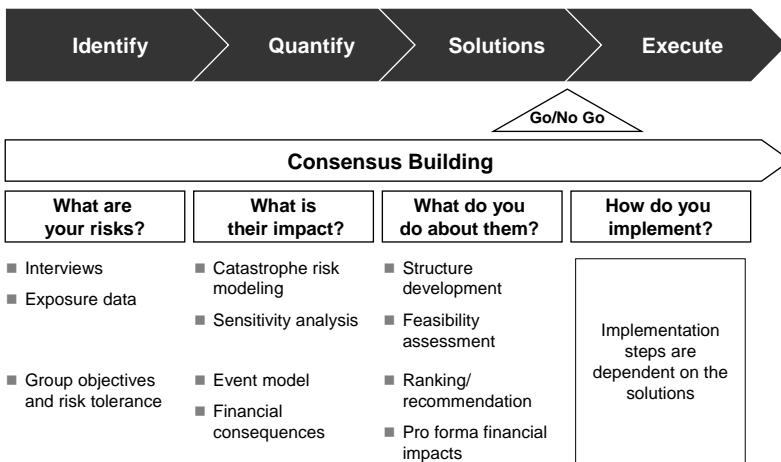 Identify
Quantify
Solutions
Execute
Go/No Go
Consensus Building
What are
your risks?
What is
their impact?
What do you
do about them?
How do you
implement?
Interviews
Exposure data
Group objectives
and risk tolerance
Catastrophe risk
modeling
Sensitivity analysis
Event model
Financial
consequences
Structure
development
Feasibility
assessment
Ranking/
recommendation
Pro forma financial
impacts
Implementation
steps are
dependent on the
solutions